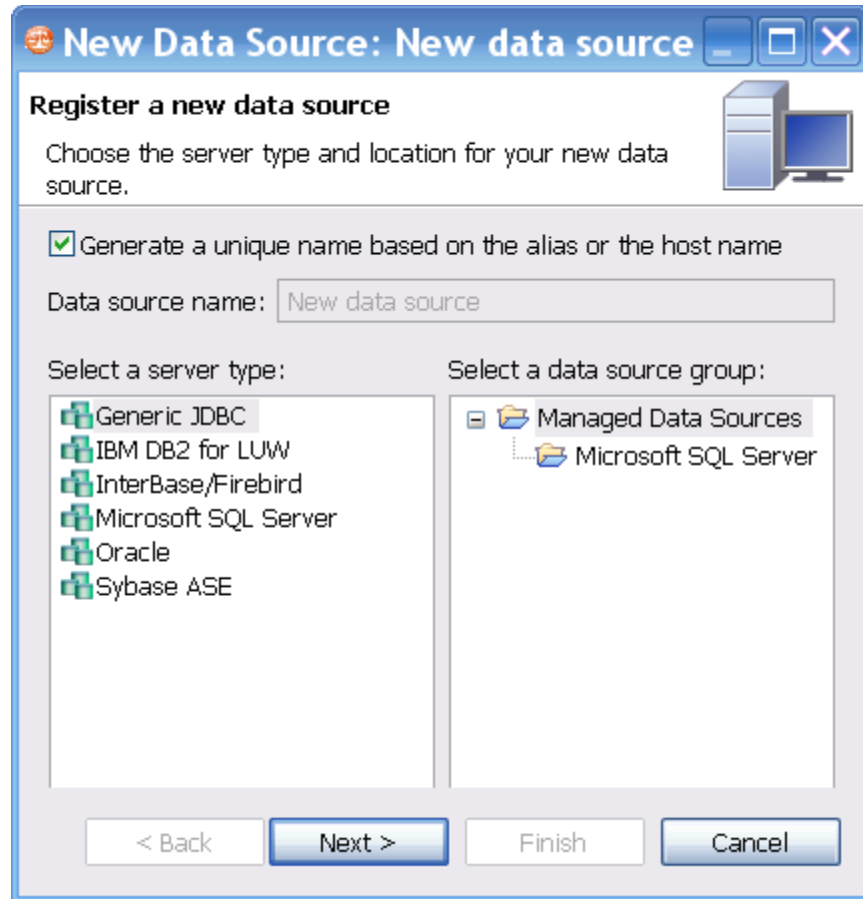 New Data Source: New data source
Register a new data source
Choose the server type and location for your new data
source.
Generate a unique name based on the alias or the host name
Data source name: New data source
Select a server type:
Generic JDBC
IBM DB2 for LUW
InterBase/Firebird
Microsoft SQL Server
Oracle
Sybase ASE
Select a data source group:
Managed Data Sources
Microsoft SQL Server
< Back
Next >
Finish
Cancel